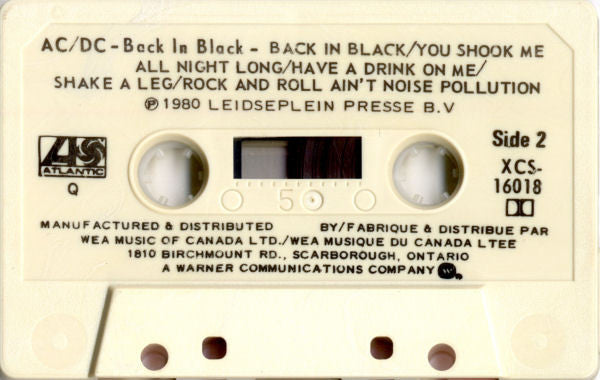 AC/DC - Back In Black - BACK IN BLACK/YOU SHOOK ME
ALL NIGHT LONG/HAVE A DRINK ON ME/
SHAKE A LEG/ROCK AND ROLL AIN'T NOISE POLLUTION
℗ 1980 LEIDSEPLEIN PRESSE B.V
Side 2
ATLANTIC
Q
XCS-
16018
50
MANUFACTURED & DISTRIBUTED BY/FABRIQUE & DISTRIBUE PAR
WEA MUSIC OF CANADA LTD./WEA MUSIQUE DU CANADA LTEE
1810 BIRCHMOUNT RD., SCARBOROUGH, ONTARIO
A WARNER COMMUNICATIONS COMPANY